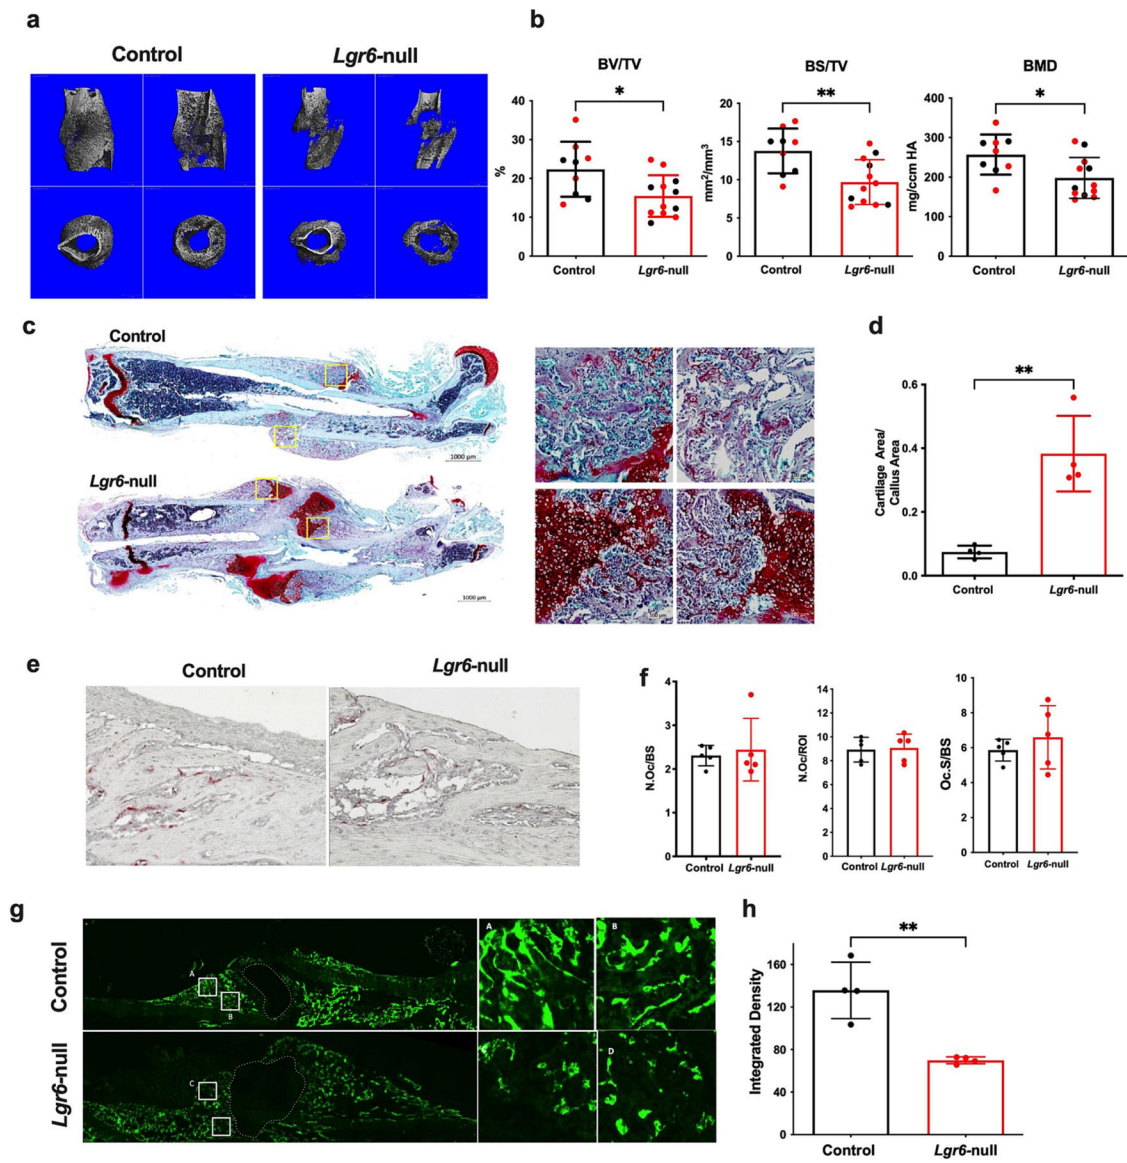 a
Control
Lgr6-null
b
BV/TV
*
%
40
30
20
10
0
Control
Lgr6-null
BS/TV
**
mm²/mm³
20
15
10
5
0
Control
Lgr6-null
BMD
*
mg/ccm HA
400
300
200
100
0
Control
Lgr6-null
c
Control
1000 µm
Lgr6-null
1000 µm
d
**
Cartilage Area/
Callus Area
0.6
0.4
0.2
0.0
Control
Lgr6-null
e
Control
Lgr6-null
f
N.Oc/BS
4
3
2
1
0
Control
Lgr6-null
N.Oc/ROI
14
12
10
8
6
4
2
0
Control
Lgr6-null
Oc.S/BS
10
8
6
4
2
0
Control
Lgr6-null
g
Control
A
B
A
B
Lgr6-null
C
D
h
**
Integrated Density
160
120
80
40
0
Control
Lgr6-null